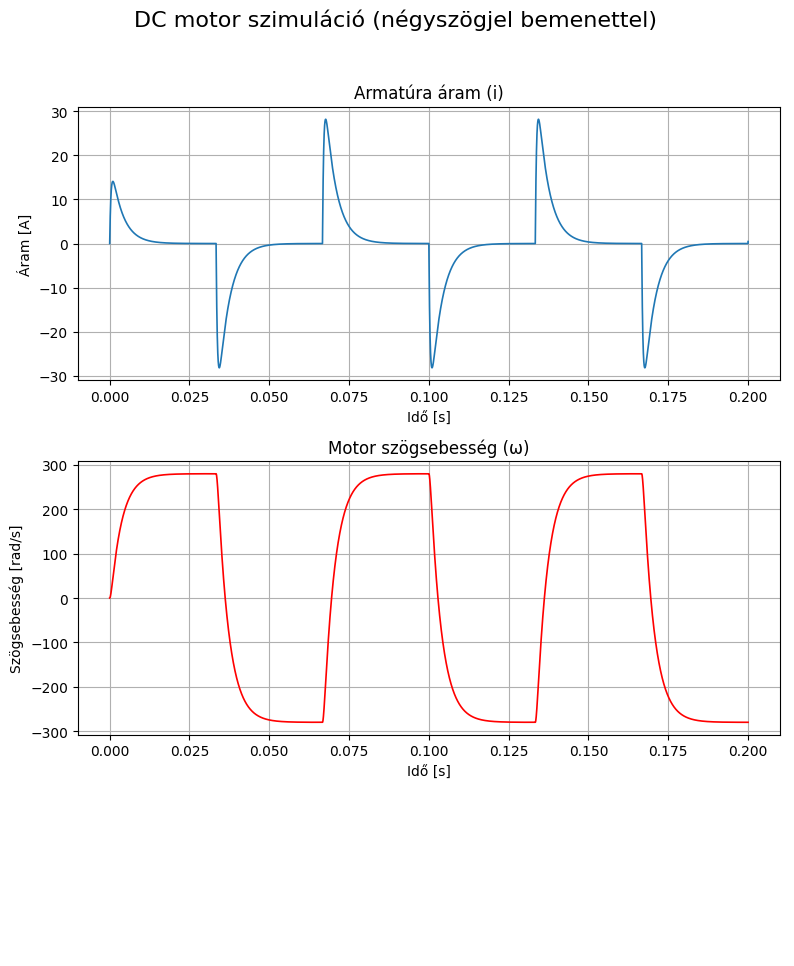 DC motor szimuláció (négyszögjel bemenettel)
Armatúra áram (i)
30
20
10
0
−10
−20
−30
Áram [A]
0.000 0.025 0.050 0.075 0.100 0.125 0.150 0.175 0.200
Idő [s]
Motor szögsebesség (ω)
300
200
100
0
−100
−200
−300
Szögsebesség [rad/s]
0.000 0.025 0.050 0.075 0.100 0.125 0.150 0.175 0.200
Idő [s]